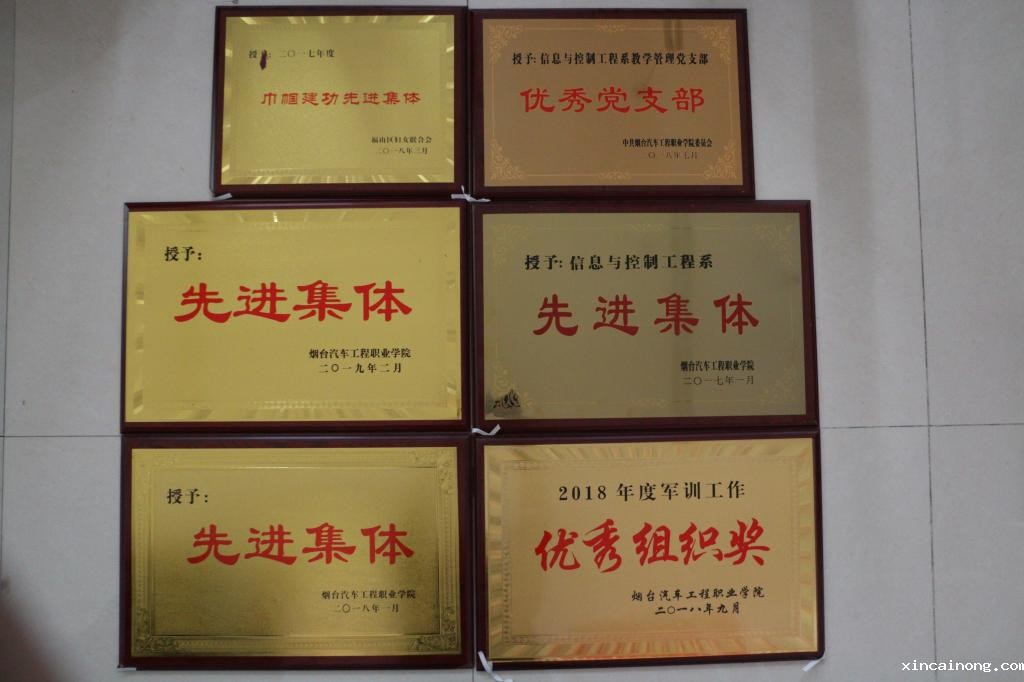 授予：二〇一七年度
巾帼建功先进集体
福山区妇女联合会
二〇一八年三月
授予：信息与控制工程系教学管理党支部
优秀党支部
中共烟台汽车工程职业学院委员会
〇一八年七月
授予：
先进集体
烟台汽车工程职业学院
二〇一九年二月
授予：信息与控制工程系
先进集体
烟台汽车工程职业学院
二〇一七年一月
授予：
先进集体
烟台汽车工程职业学院
二〇一八年一月
2018年度军训工作
优秀组织奖
烟台汽车工程职业学院
二〇一八年九月
xincainong.com